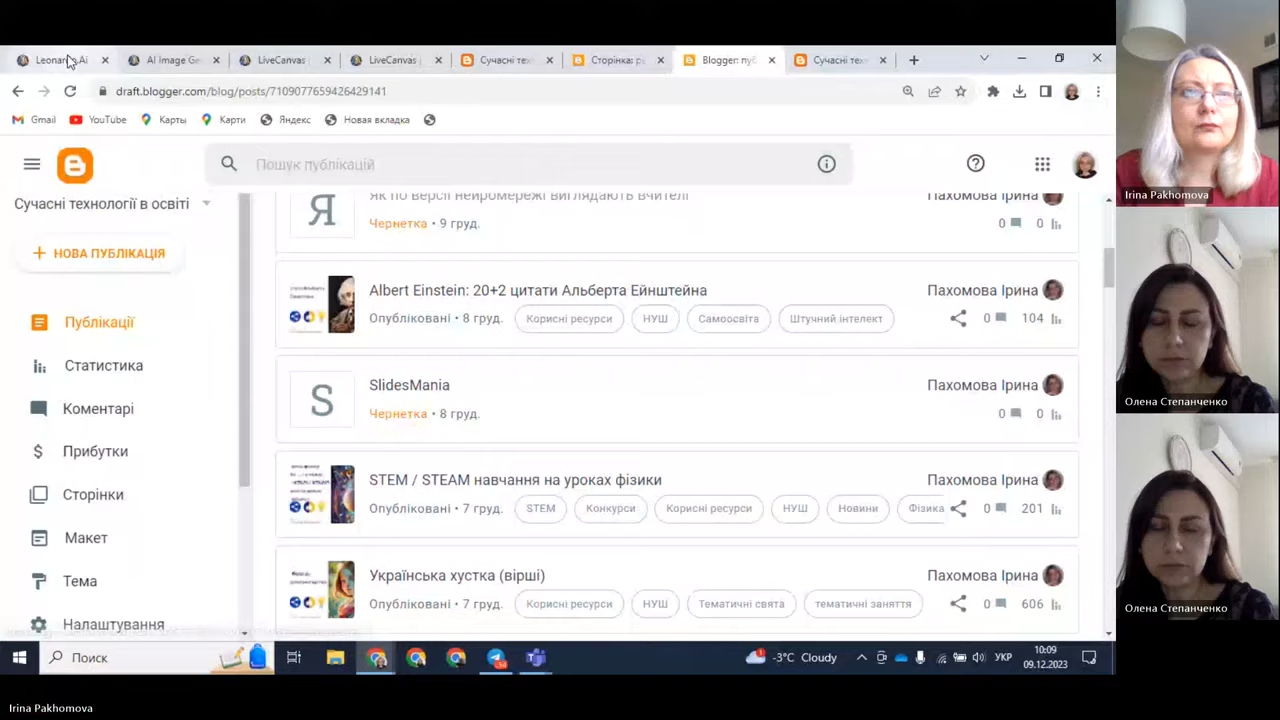 Leonardo.Ai
AI Image Ge
LiveCanvas
LiveCanvas
Сучасні тех
Сторінка: р
Blogger: пу
Сучасні тех
draft.blogger.com/blog/posts/7109077659426429141
Gmail
YouTube
Карты
Карти
Яндекс
Новая вкладка
Пошук публікацій
Сучасні технології в освіті
НОВА ПУБЛІКАЦІЯ
Публікації
Статистика
Коментарі
Прибутки
Сторінки
Макет
Тема
Налаштування
Я
Як по версії нейромережі виглядають вчителі
Пахомова Ірина
Чернетка • 9 груд.
0 0
Albert Einstein: 20+2 цитати Альберта Ейнштейна
Пахомова Ірина
Опубліковані • 8 груд.
Корисні ресурси
НУШ
Самоосвіта
Штучний інтелект
0 104
S
SlidesMania
Пахомова Ірина
Чернетка • 8 груд.
0 0
STEM / STEAM навчання на уроках фізики
Пахомова Ірина
Опубліковані • 7 груд.
STEM
Конкурси
Корисні ресурси
НУШ
Новини
Фізика
0 201
Українська хустка (вірші)
Пахомова Ірина
Опубліковані • 7 груд.
Корисні ресурси
НУШ
Тематичні свята
тематичні заняття
0 606
Поиск
-3°C Cloudy
УКР
10:09
09.12.2023
Irina Pakhomova
Олена Степанченко
Олена Степанченко
Irina Pakhomova